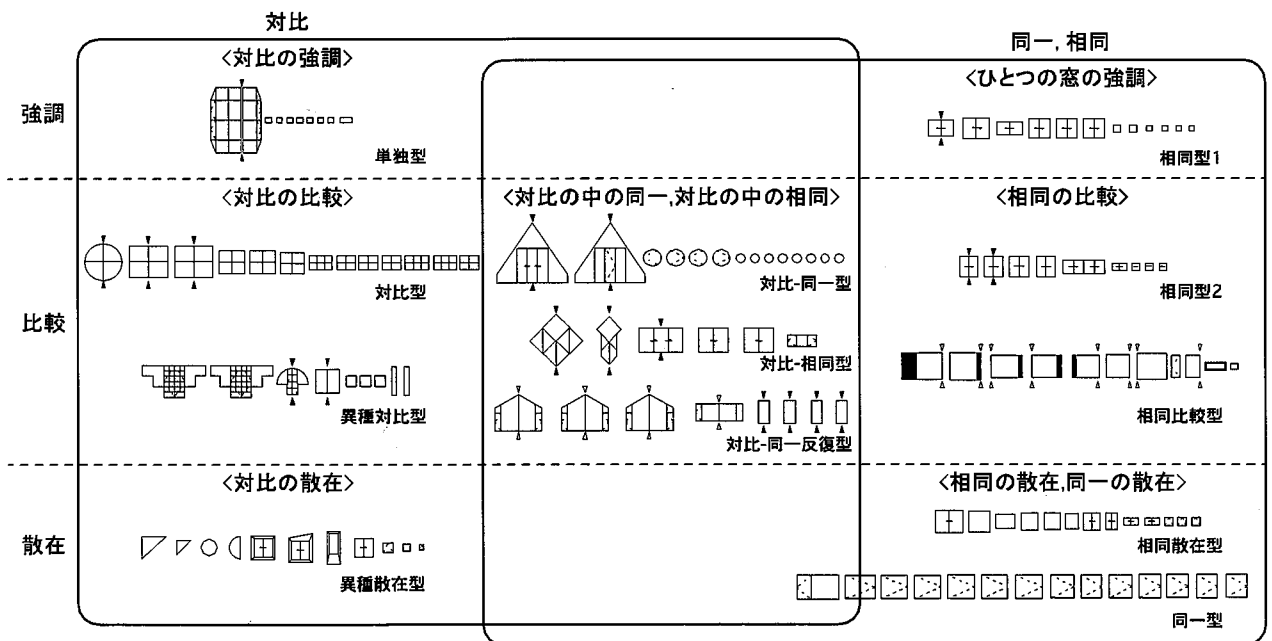 対比
同一, 相同
強調
<対比の強調>
単独型
<ひとつの窓の強調>
相同型1
比較
<対比の比較>
対比型
異種対比型
<対比の中の同一,対比の中の相同>
対比-同一型
対比-相同型
対比-同一反復型
<相同の比較>
相同型2
相同比較型
散在
<対比の散在>
異種散在型
<相同の散在,同一の散在>
相同散在型
同一型